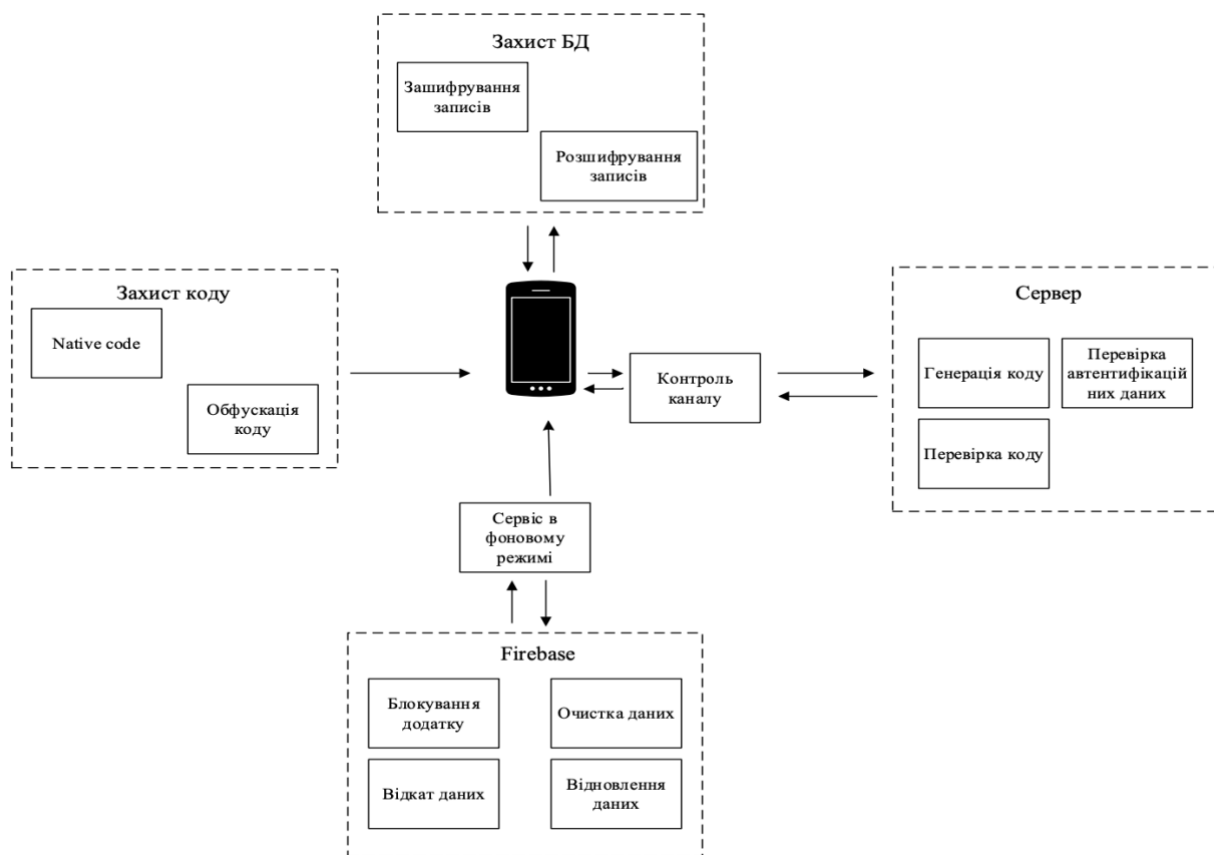 Захист БД
Зашифрування
записів
Розшифрування
записів
Захист коду
Native code
Обфускація
коду
Контроль
каналу
Сервер
Генерація коду
Перевірка
автентифікацій
них даних
Перевірка коду
Сервіс в
фоновому
режимі
Firebase
Блокування
додатку
Очистка даних
Відкат даних
Відновлення
даних